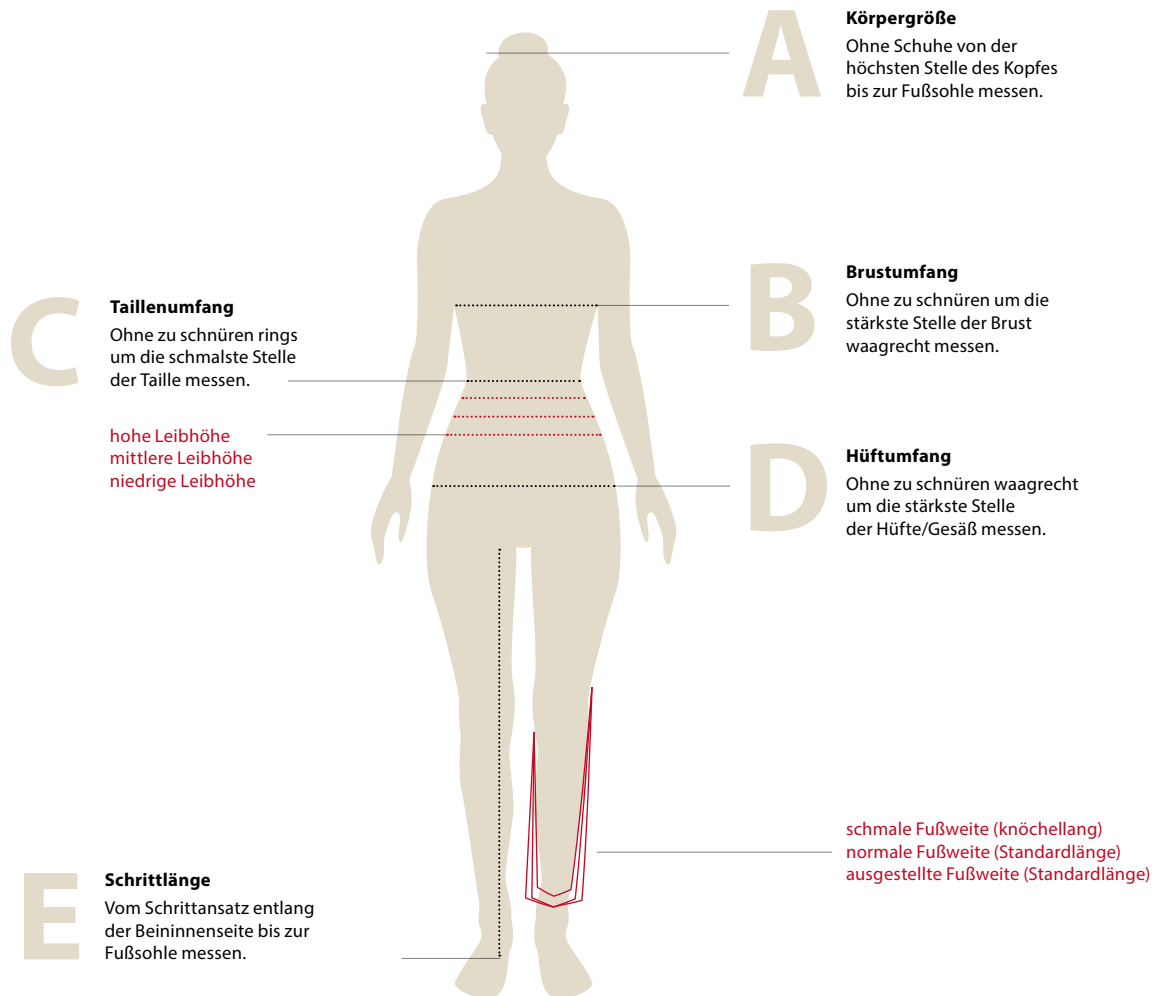 A
Körpergröße
Ohne Schuhe von der
höchsten Stelle des Kopfes
bis zur Fußsohle messen.
B
Brustumfang
Ohne zu schnüren um die
stärkste Stelle der Brust
waagrecht messen.
C
Taillenumfang
Ohne zu schnüren rings
um die schmalste Stelle
der Taille messen.
hohe Leibhöhe
mittlere Leibhöhe
niedrige Leibhöhe
D
Hüftumfang
Ohne zu schnüren waagrecht
um die stärkste Stelle
der Hüfte/Gesäß messen.
schmale Fußweite (knöchellang)
normale Fußweite (Standardlänge)
ausgestellte Fußweite (Standardlänge)
E
Schrittlänge
Vom Schrittansatz entlang
der Beininnenseite bis zur
Fußsohle messen.